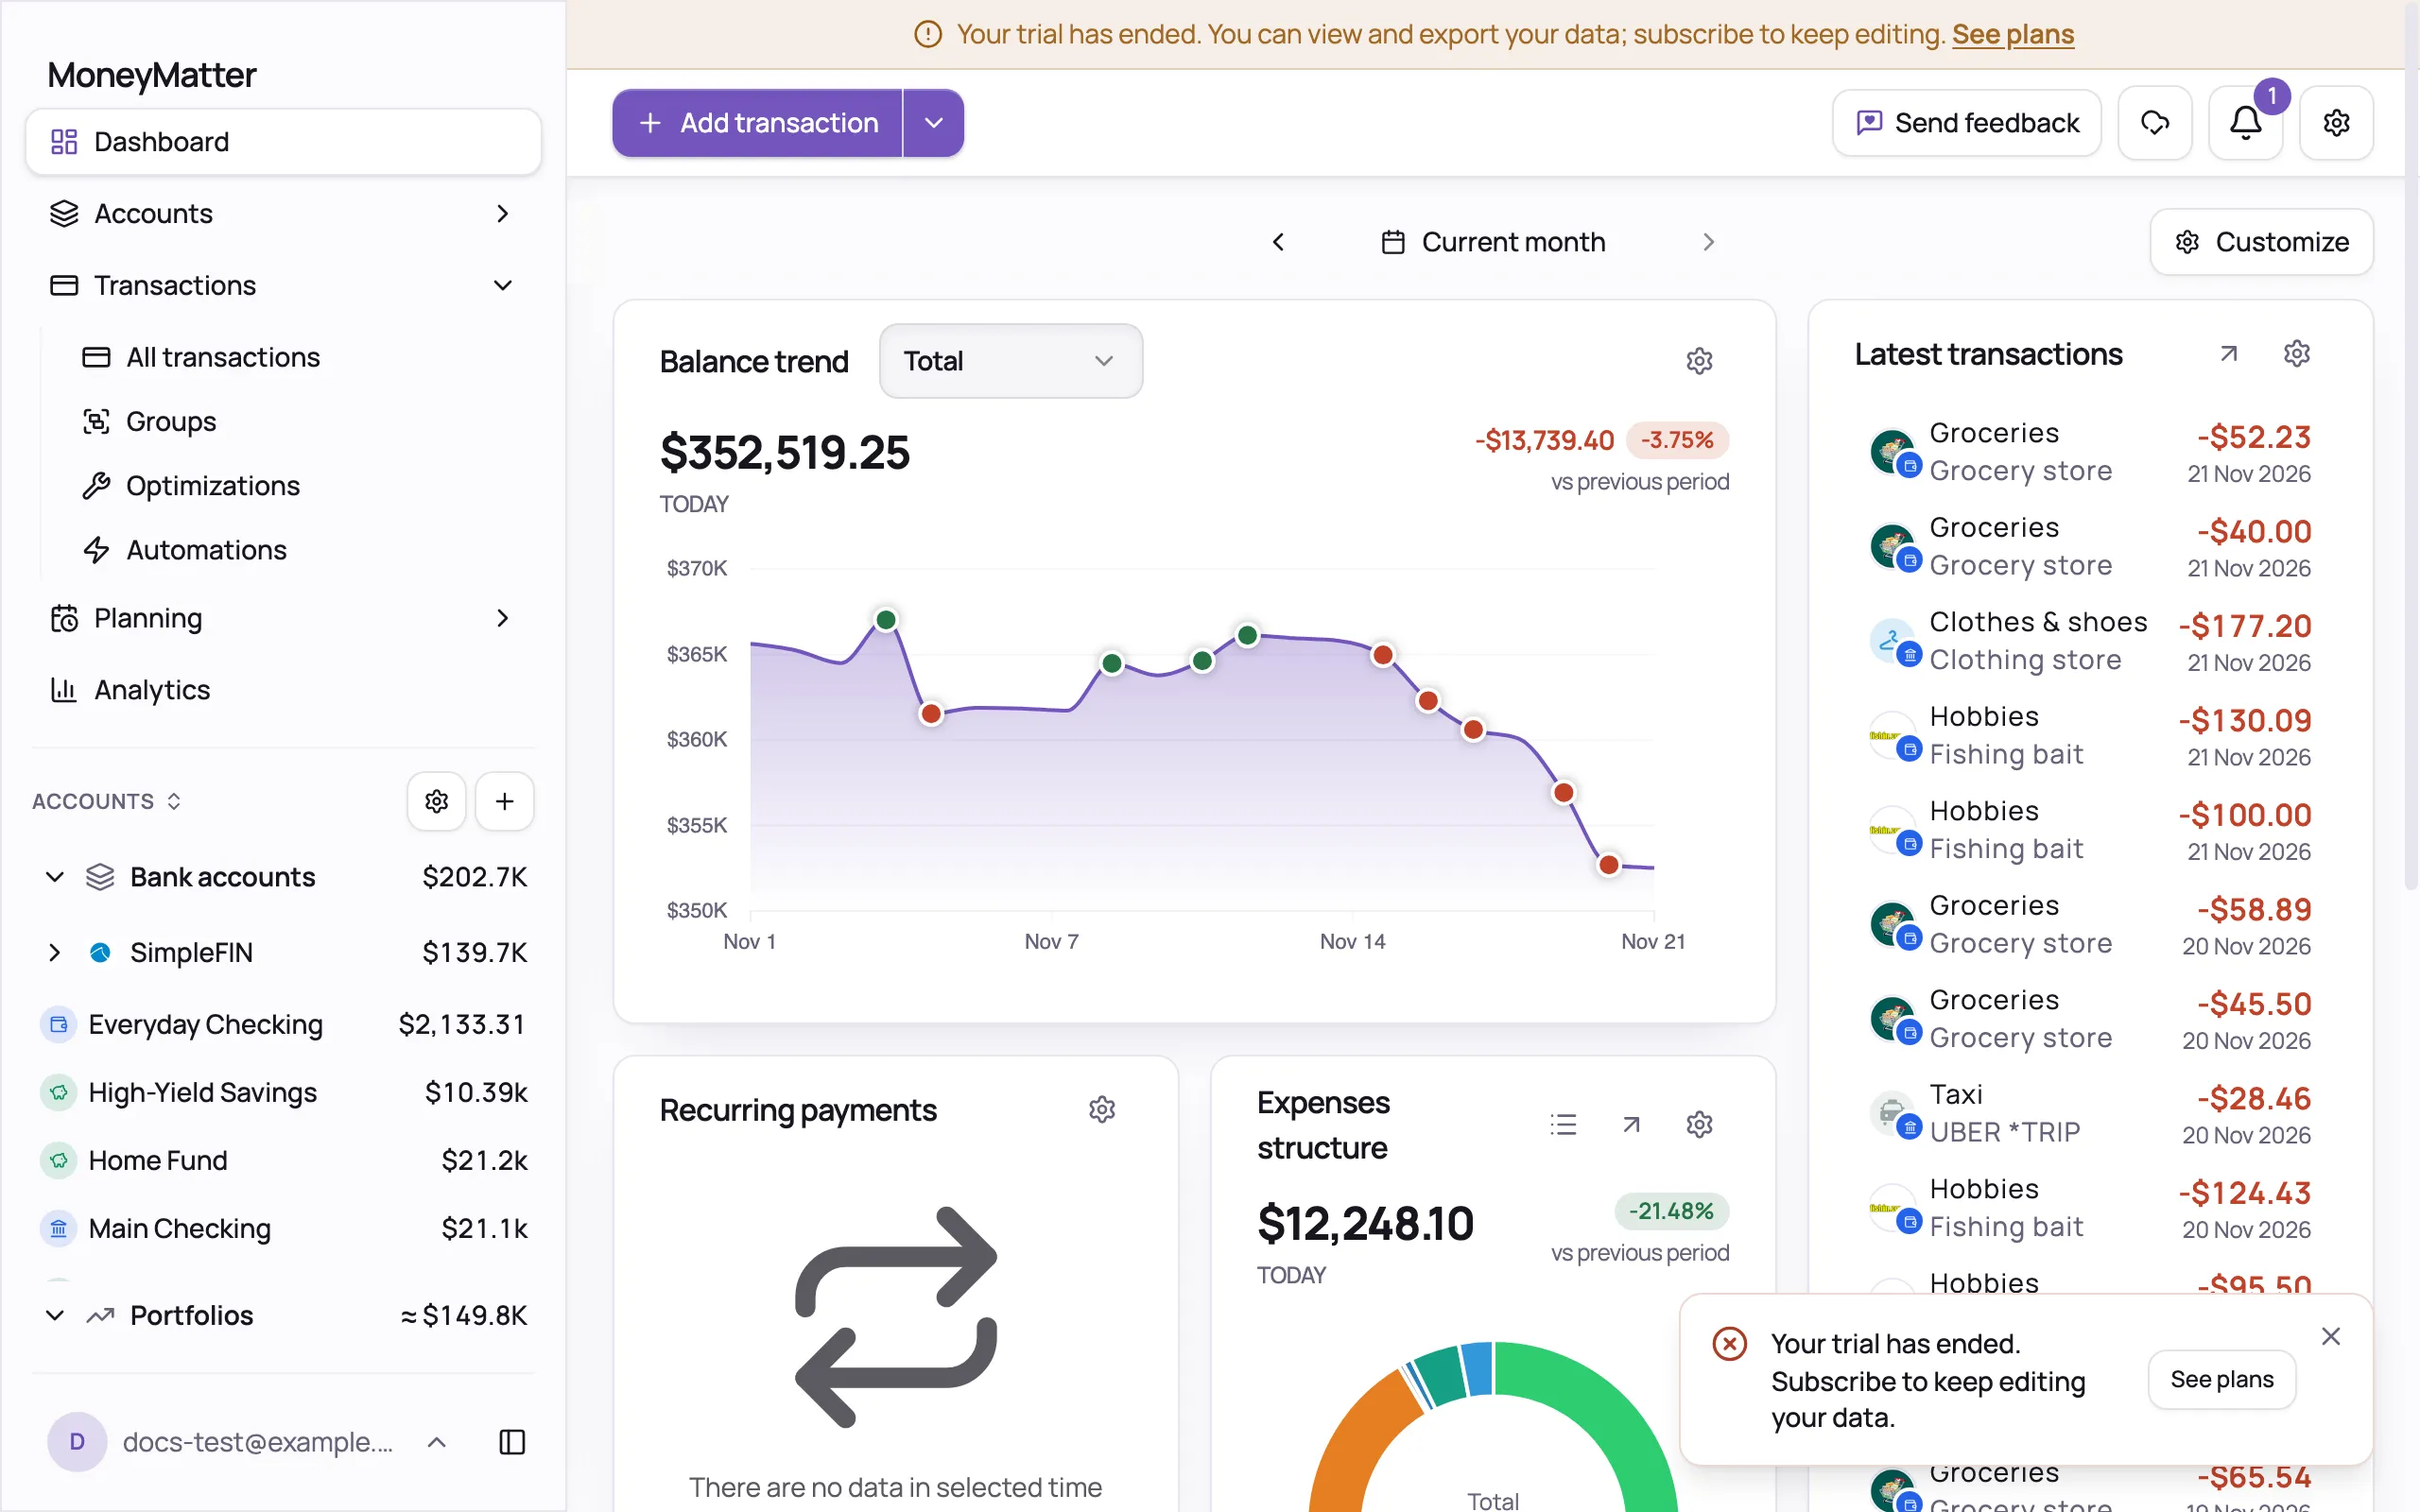 MoneyMatter
Dashboard
Accounts
Transactions
All transactions
Groups
Optimizations
Automations
Planning
Analytics
ACCOUNTS
Bank accounts $202.7K
SimpleFIN $139.7K
Everyday Checking $2,133.31
High-Yield Savings $10.39k
Home Fund $21.2k
Main Checking $21.1k
Portfolios ≈ $149.8K
D docs-test@example....
Your trial has ended. You can view and export your data; subscribe to keep editing. See plans
Add transaction
Send feedback
1
Current month
Customize
Balance trend
Total
$352,519.25
TODAY
-$13,739.40 -3.75%
vs previous period
$370K
$365K
$360K
$355K
$350K
Nov 1 Nov 7 Nov 14 Nov 21
Recurring payments
There are no data in selected time
Expenses
structure
$12,248.10
TODAY
-21.48%
vs previous period
Total
Latest transactions
Groceries -$52.23
Grocery store 21 Nov 2026
Groceries -$40.00
Grocery store 21 Nov 2026
Clothes & shoes -$177.20
Clothing store 21 Nov 2026
Hobbies -$130.09
Fishing bait 21 Nov 2026
Hobbies -$100.00
Fishing bait 21 Nov 2026
Groceries -$58.89
Grocery store 20 Nov 2026
Groceries -$45.50
Grocery store 20 Nov 2026
Taxi -$28.46
UBER *TRIP 20 Nov 2026
Hobbies -$124.43
Fishing bait 20 Nov 2026
Hobbies -$95.50
Your trial has ended.
Subscribe to keep editing
your data.
See plans
Groceries -$65.54
Grocery store 19 Nov 2026